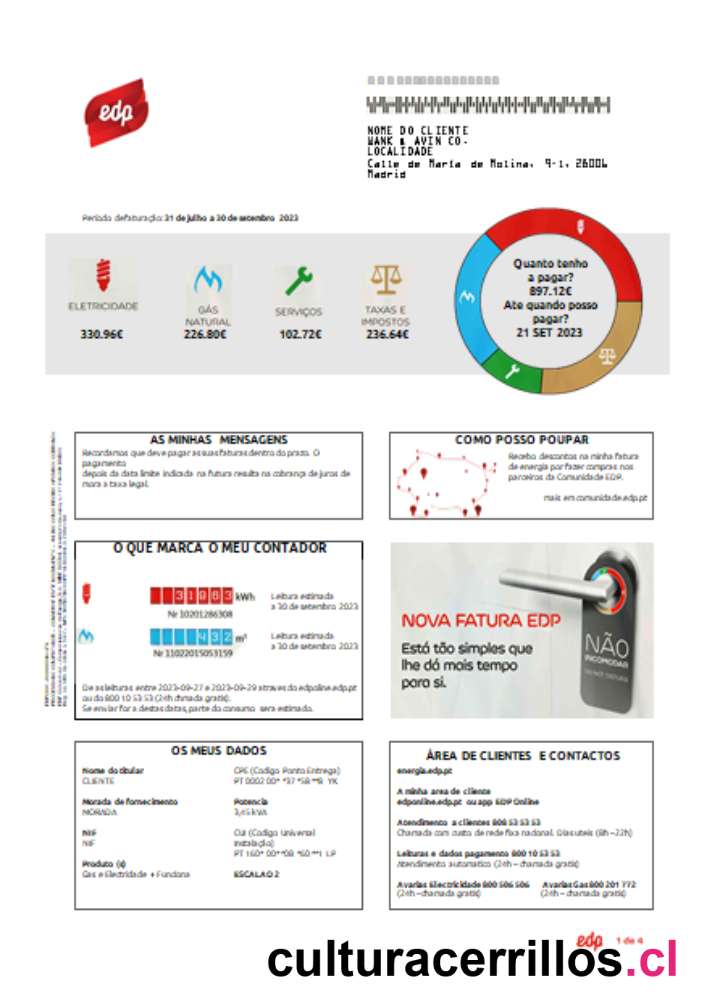 edp
NOME DO CLIENTE
WANK & AVIN CO.
LOCALIDADE
Calle de María de Molina, 9-1, 28006
Madrid
Período defaturação: 31 de julho a 30 de setembro 2023
ELETRICIDADE
330.96€
GÁS
NATURAL
226.80€
SERVIÇOS
102.72€
TAXAS E
IMPOSTOS
236.64€
Quanto tenho
a pagar?
897.12€
Ate quando posso
pagar?
21 SET 2023
AS MINHAS MENSAGENS
Recordamos que deve pagar as suas faturas dentro do prazo. O
pagamento
depois da data limite indicada na futura resulta na cobrança de juros de
mora a taxa legal.
COMO POSSO POUPAR
Receba descontos na minha fatura
de energia por fazer compras nos
parceiros da Comunidade EDP.
mais em comunidade.edp.pt
O QUE MARCA O MEU CONTADOR
31963 kWh
Nr 10201286308
Leitura estimada
a 30 de setembro 2023
432 m³
Nr 11022015053159
Leitura estimada
a 30 de setembro 2023
De as leituras entre 2023-09-27 e 2023-09-29 atraves do edponline.edp.pt
ou do 800 10 53 53 (24h chamada gratis).
Se enviar for a destas datas, parte do consumo sera estimado.
NOVA FATURA EDP
Está tão simples que
lhe dá mais tempo
para si.
NÃO
INCOMODAR
OS MEUS DADOS
Nome do titular
CLIENTE
Morada de fornecimento
MORADA
NIF
NIF
Produto (s)
Gas e Eletricidade + Funciona
CPE (Codigo Ponto Entrega)
PT 0002 00* *37 *58 **8 YK
Potencia
3,45 kVA
CUI (Codigo Universal
Instalação)
PT 160* 00**08 *60 **1 LP
ESCALAO 2
ÁREA DE CLIENTES E CONTACTOS
energia.edp.pt
A minha area de cliente
edponline.edp.pt ou app EDP Online
Atendimento a clientes 808 53 53 53
Chamada com custo de rede fixa nacional. Dias uteis (8h –22h)
Leituras e dados pagamento 800 10 53 53
Atendimento automatico (24h – chamada gratis)
Avarias Electricidade 800 506 506
(24h – chamada gratis)
Avarias Gas 800 201 772
(24h – chamada gratis)
edp 1 de 4
culturacerrillos.cl